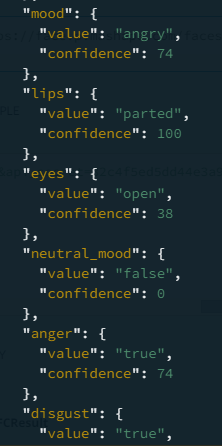 "mood": {
"value": "angry",
"confidence": 74
},
"lips": {
"value": "parted",
"confidence": 100
},
"eyes": {
"value": "open",
"confidence": 38
},
"neutral_mood": {
"value": "false",
"confidence": 0
},
"anger": {
"value": "true",
"confidence": 74
},
"disgust": {
"value": "true",